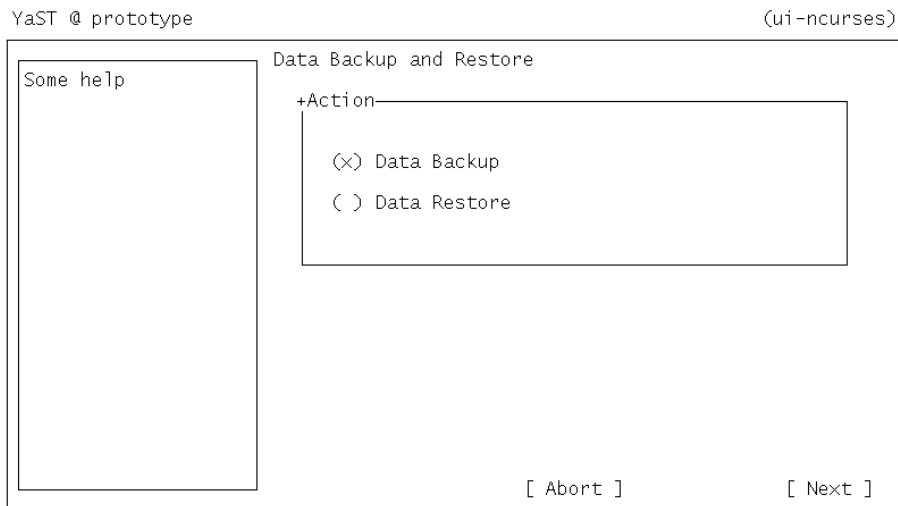 YaST @ prototype (ui-ncurses)
Some help
Data Backup and Restore
+Action
(x) Data Backup
( ) Data Restore
[ Abort ] [ Next ]